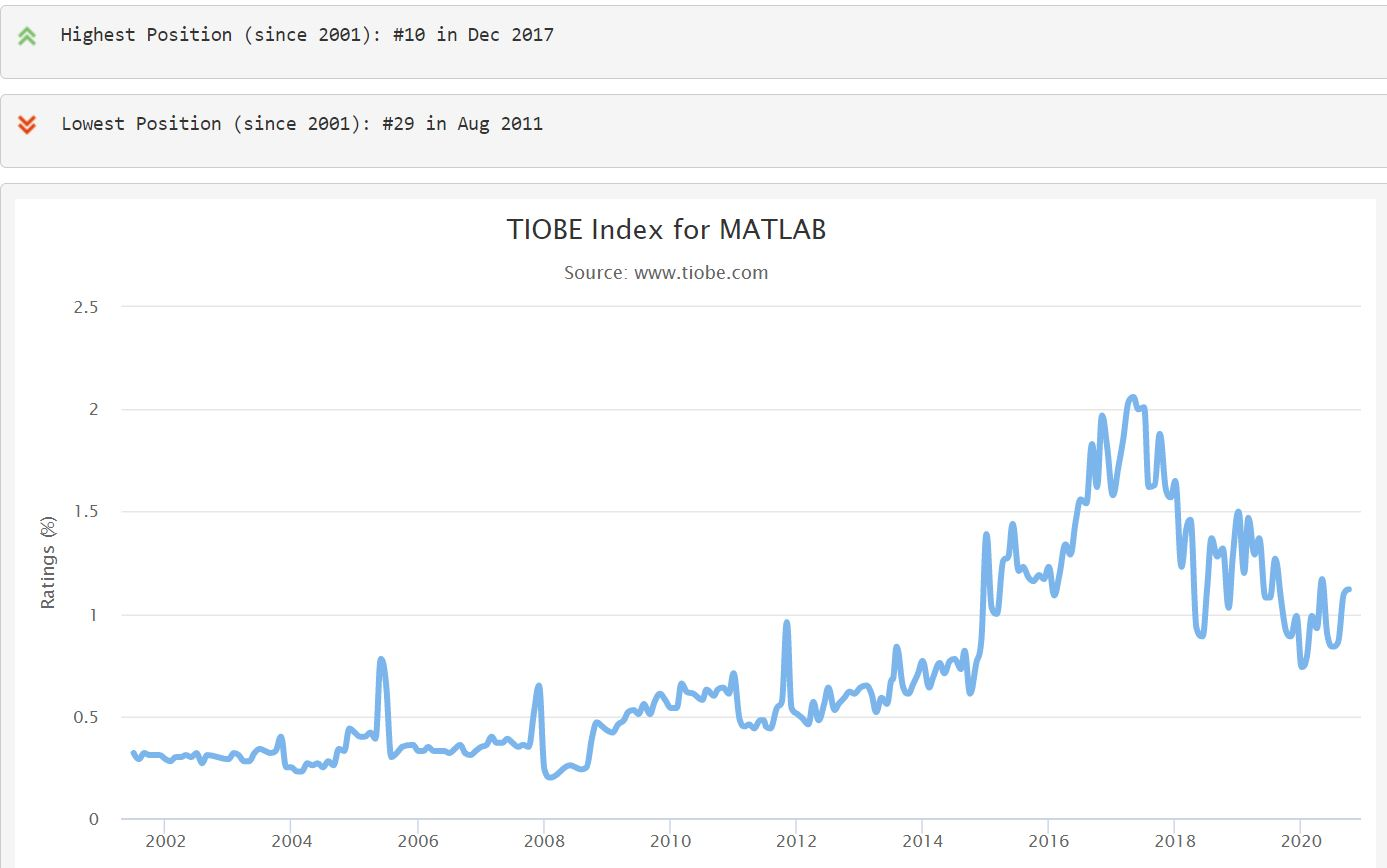 Highest Position (since 2001): #10 in Dec 2017
Lowest Position (since 2001): #29 in Aug 2011
TIOBE Index for MATLAB
Source: www.tiobe.com
Ratings (%)
2.5
2
1.5
1
0.5
0
2002 2004 2006 2008 2010 2012 2014 2016 2018 2020